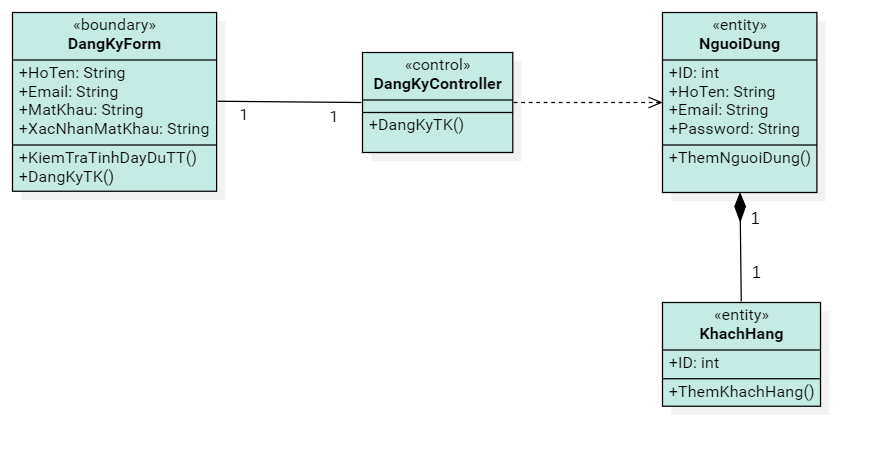 «boundary»
DangKyForm
+HoTen: String
+Email: String
+MatKhau: String
+XacNhanMatKhau: String
+KiemTraTinhDayDuTT()
+DangKyTK()
1
1
«control»
DangKyController
+DangKyTK()
«entity»
NguoiDung
+ID: int
+HoTen: String
+Email: String
+Password: String
+ThemNguoiDung()
1
1
«entity»
KhachHang
+ID: int
+ThemKhachHang()